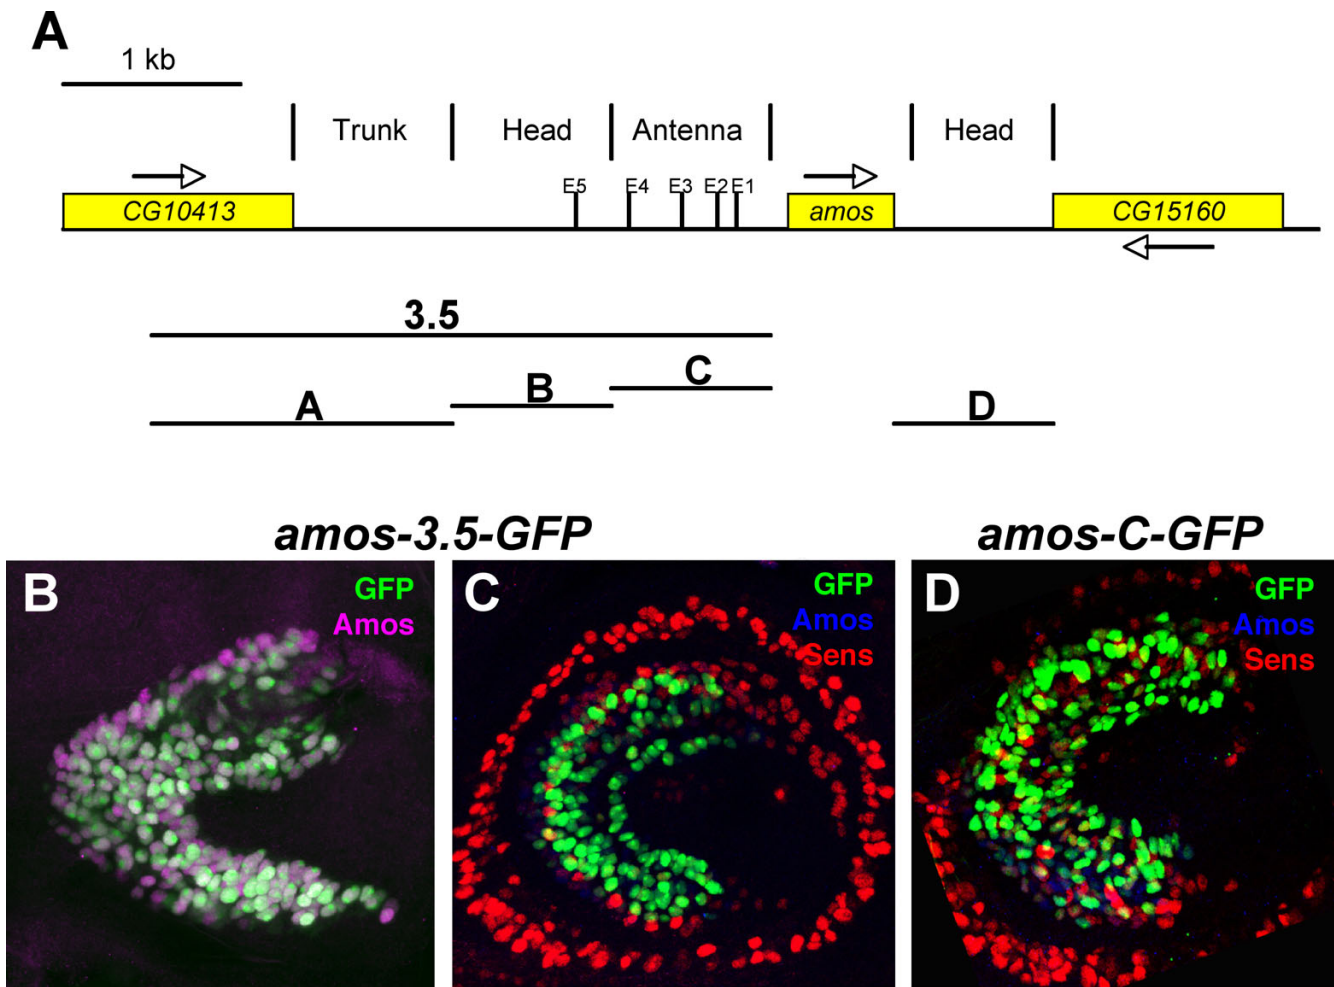 A
1 kb
Trunk Head Antenna Head
E5 E4 E3 E2 E1
CG10413 amos CG15160
3.5
C
B
A D
amos-3.5-GFP amos-C-GFP
B GFP C GFP D GFP
Amos Amos Amos
Sens Sens